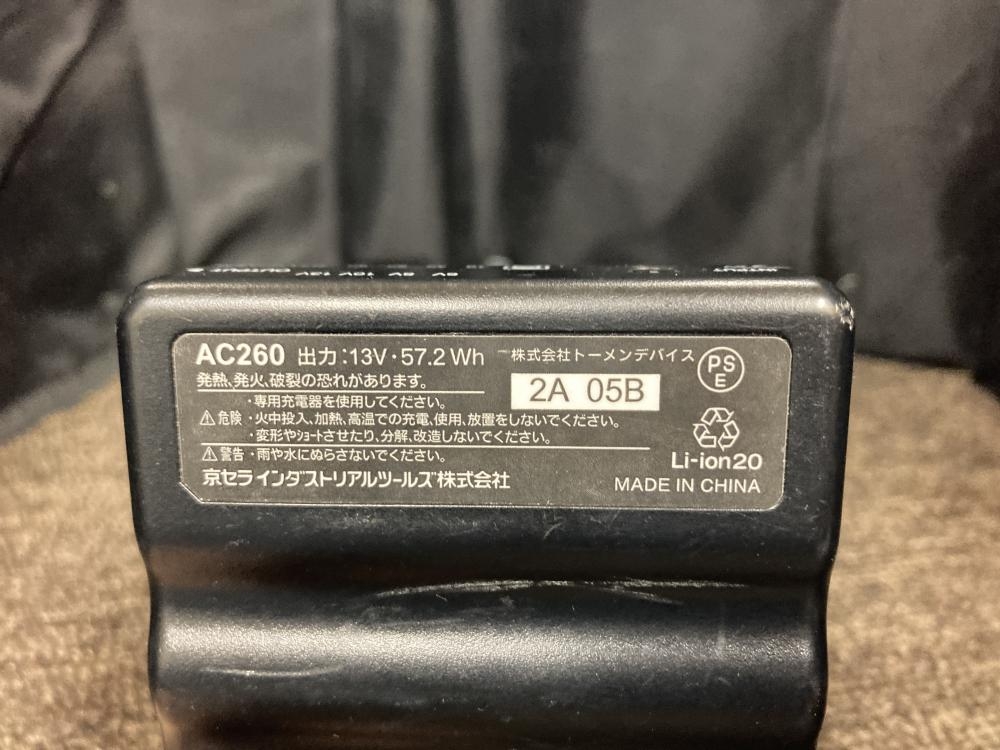 AC260 出力:13V・57.2 Wh
株式会社トーメンデバイス
PS
E
発熱、発火、破裂の恐れがあります。
2A 05B
・専用充電器を使用してください。
⚠危険・火中投入、加熱、高温での充電、使用、放置をしないでください。
・変形やショートさせたり、分解、改造しないでください。
⚠警告・雨や水にぬらさないでください。
Li-ion20
京セラインダストリアルツールズ株式会社
MADE IN CHINA